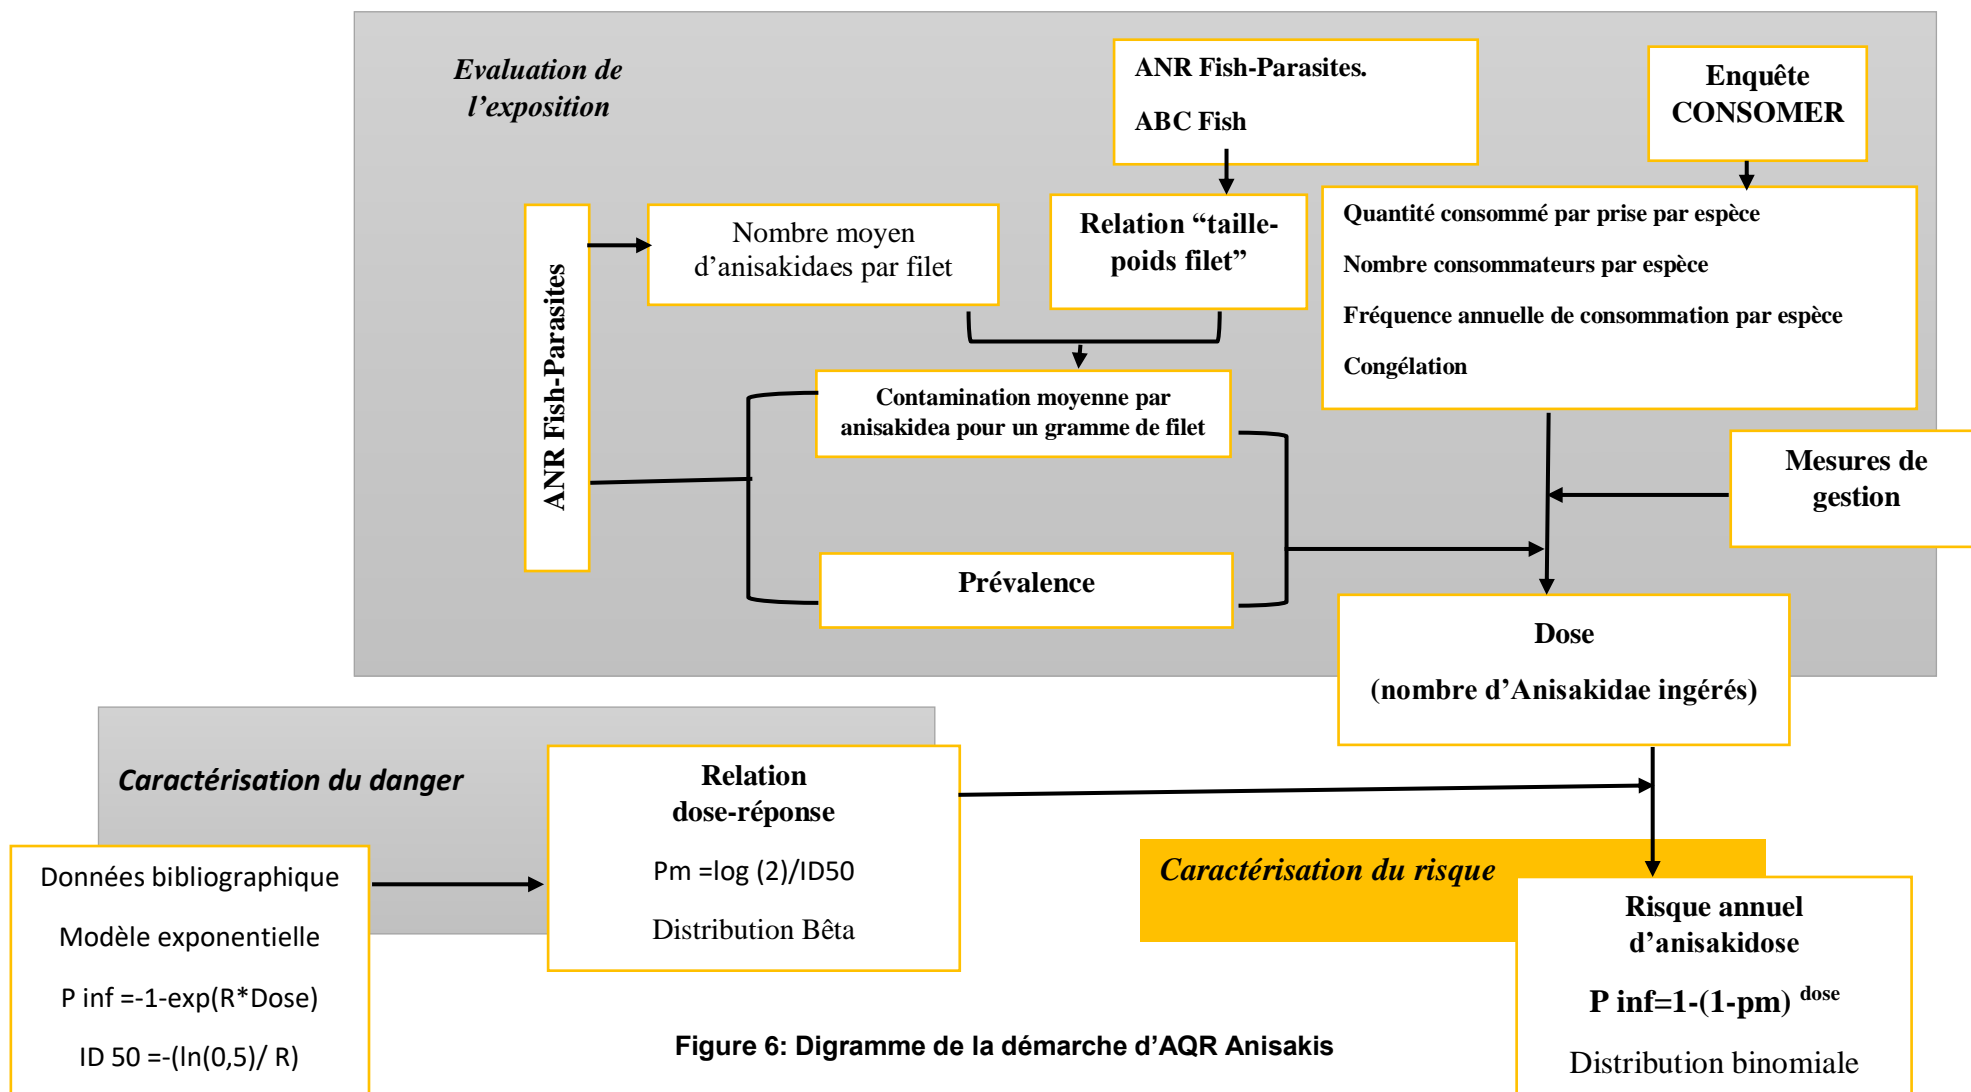 Evaluation de
l’exposition
ANR Fish-Parasites.
ABC Fish
Enquête
CONSOMER
ANR Fish-Parasites
Nombre moyen
d’anisakidaes par filet
Relation “taille-
poids filet”
Quantité consommé par prise par espèce
Nombre consommateurs par espèce
Fréquence annuelle de consommation par espèce
Congélation
Contamination moyenne par
anisakidea pour un gramme de filet
Mesures de
gestion
Prévalence
Dose
(nombre d’Anisakidae ingérés)
Caractérisation du danger
Relation
dose-réponse
Pm =log (2)/ID50
Distribution Bêta
Données bibliographique
Modèle exponentielle
P inf =-1-exp(R*Dose)
ID 50 =-(ln(0,5)/ R)
Caractérisation du risque
Risque annuel
d’anisakidose
P inf=1-(1-pm) dose
Distribution binomiale
Figure 6: Digramme de la démarche d’AQR Anisakis